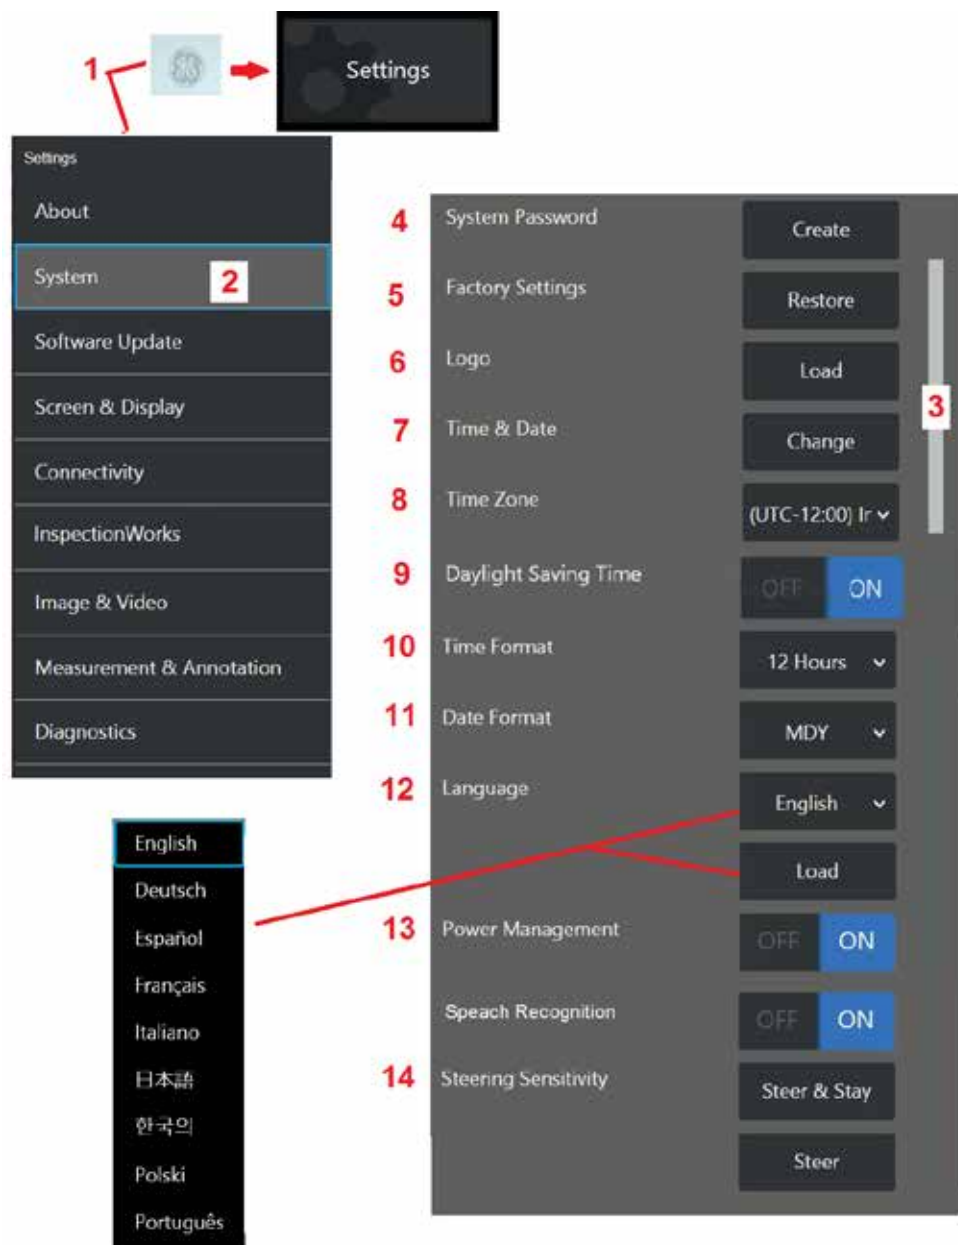 1
Settings
Settings
About
System
2
Software Update
Screen & Display
Connectivity
InspectionWorks
Image & Video
Measurement & Annotation
Diagnostics
English
Deutsch
Español
Français
Italiano
日本語
한국의
Polski
Português
3
4 System Password Create
5 Factory Settings Restore
6 Logo Load
7 Time & Date Change
8 Time Zone (UTC-12:00) Ir
9 Daylight Saving Time OFF ON
10 Time Format 12 Hours
11 Date Format MDY
12 Language English
Load
13 Power Management OFF ON
Speach Recognition OFF ON
14 Steering Sensitivity Steer & Stay
Steer